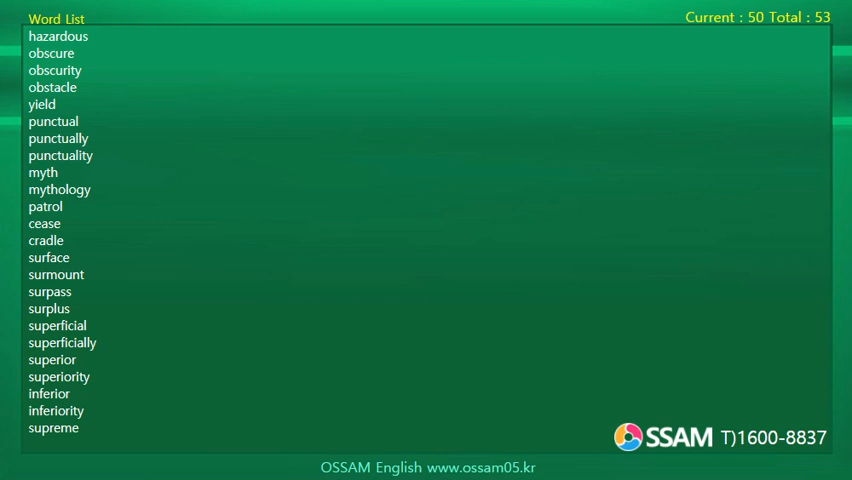 Word List
Current : 50 Total : 53
hazardous
obscure
obscurity
obstacle
yield
punctual
punctually
punctuality
myth
mythology
patrol
cease
cradle
surface
surmount
surpass
surplus
superficial
superficially
superior
superiority
inferior
inferiority
supreme
SSAM T)1600-8837
OSSAM English www.ossam05.kr